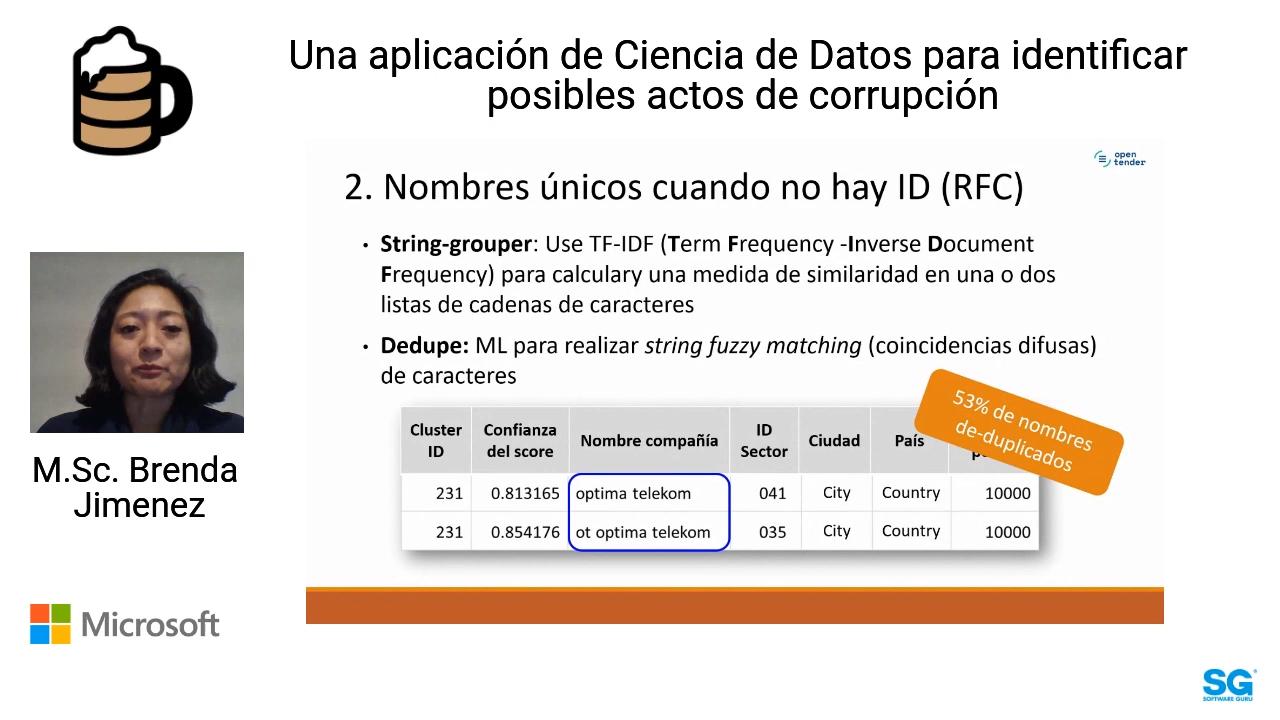 Una aplicación de Ciencia de Datos para identificar
posibles actos de corrupción
open
tender
2. Nombres únicos cuando no hay ID (RFC)
• String-grouper: Use TF-IDF (Term Frequency -Inverse Document
Frequency) para calculary una medida de similaridad en una o dos
listas de cadenas de caracteres
• Dedupe: ML para realizar string fuzzy matching (coincidencias difusas)
de caracteres
53% de nombres
de-duplicados
Cluster ID Confianza del score Nombre compañía ID Sector Ciudad País
231 0.813165 optima telekom 041 City Country 10000
231 0.854176 ot optima telekom 035 City Country 10000
M.Sc. Brenda
Jimenez
Microsoft
SG
SOFTWARE GURU